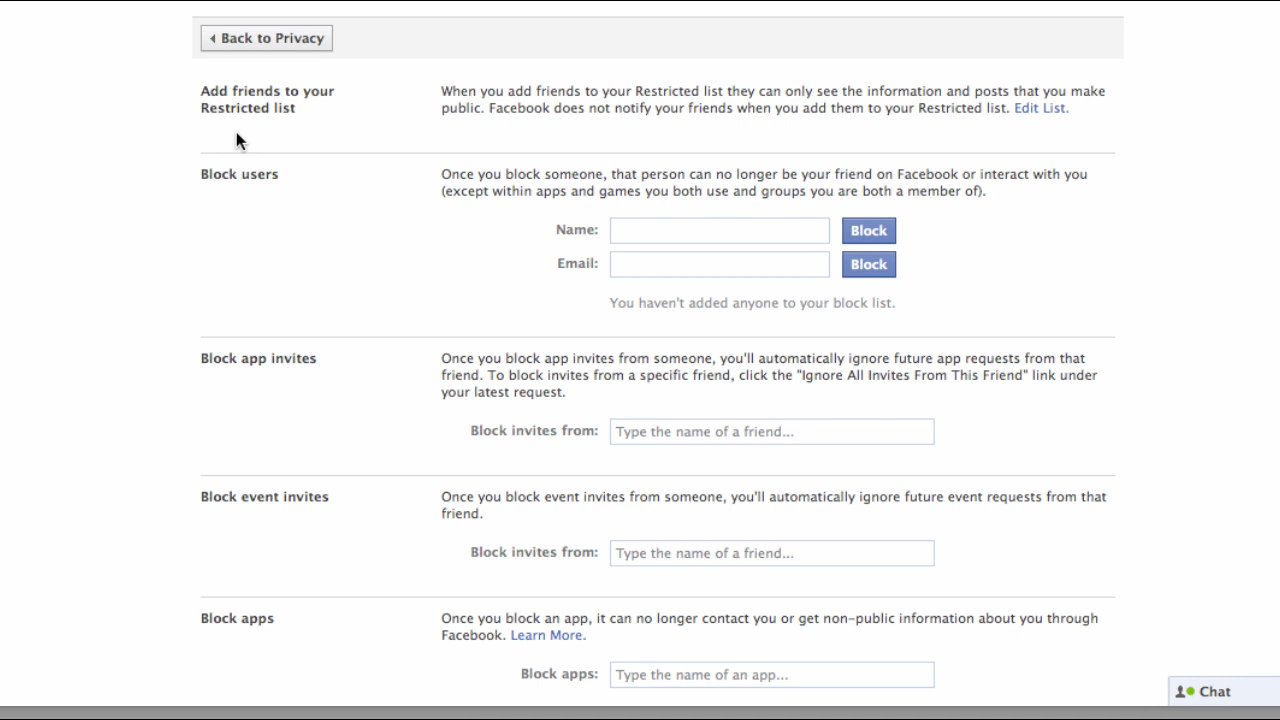 Back to Privacy
Add friends to your
Restricted list
When you add friends to your Restricted list they can only see the information and posts that you make
public. Facebook does not notify your friends when you add them to your Restricted list. Edit List.
Block users
Once you block someone, that person can no longer be your friend on Facebook or interact with you
(except within apps and games you both use and groups you are both a member of).
Name:
Block
Email:
Block
You haven't added anyone to your block list.
Block app invites
Once you block app invites from someone, you'll automatically ignore future app requests from that
friend. To block invites from a specific friend, click the "Ignore All Invites From This Friend" link under
your latest request.
Block invites from: Type the name of a friend...
Block event invites
Once you block event invites from someone, you'll automatically ignore future event requests from that
friend.
Block invites from: Type the name of a friend...
Block apps
Once you block an app, it can no longer contact you or get non-public information about you through
Facebook. Learn More.
Block apps: Type the name of an app...
Chat